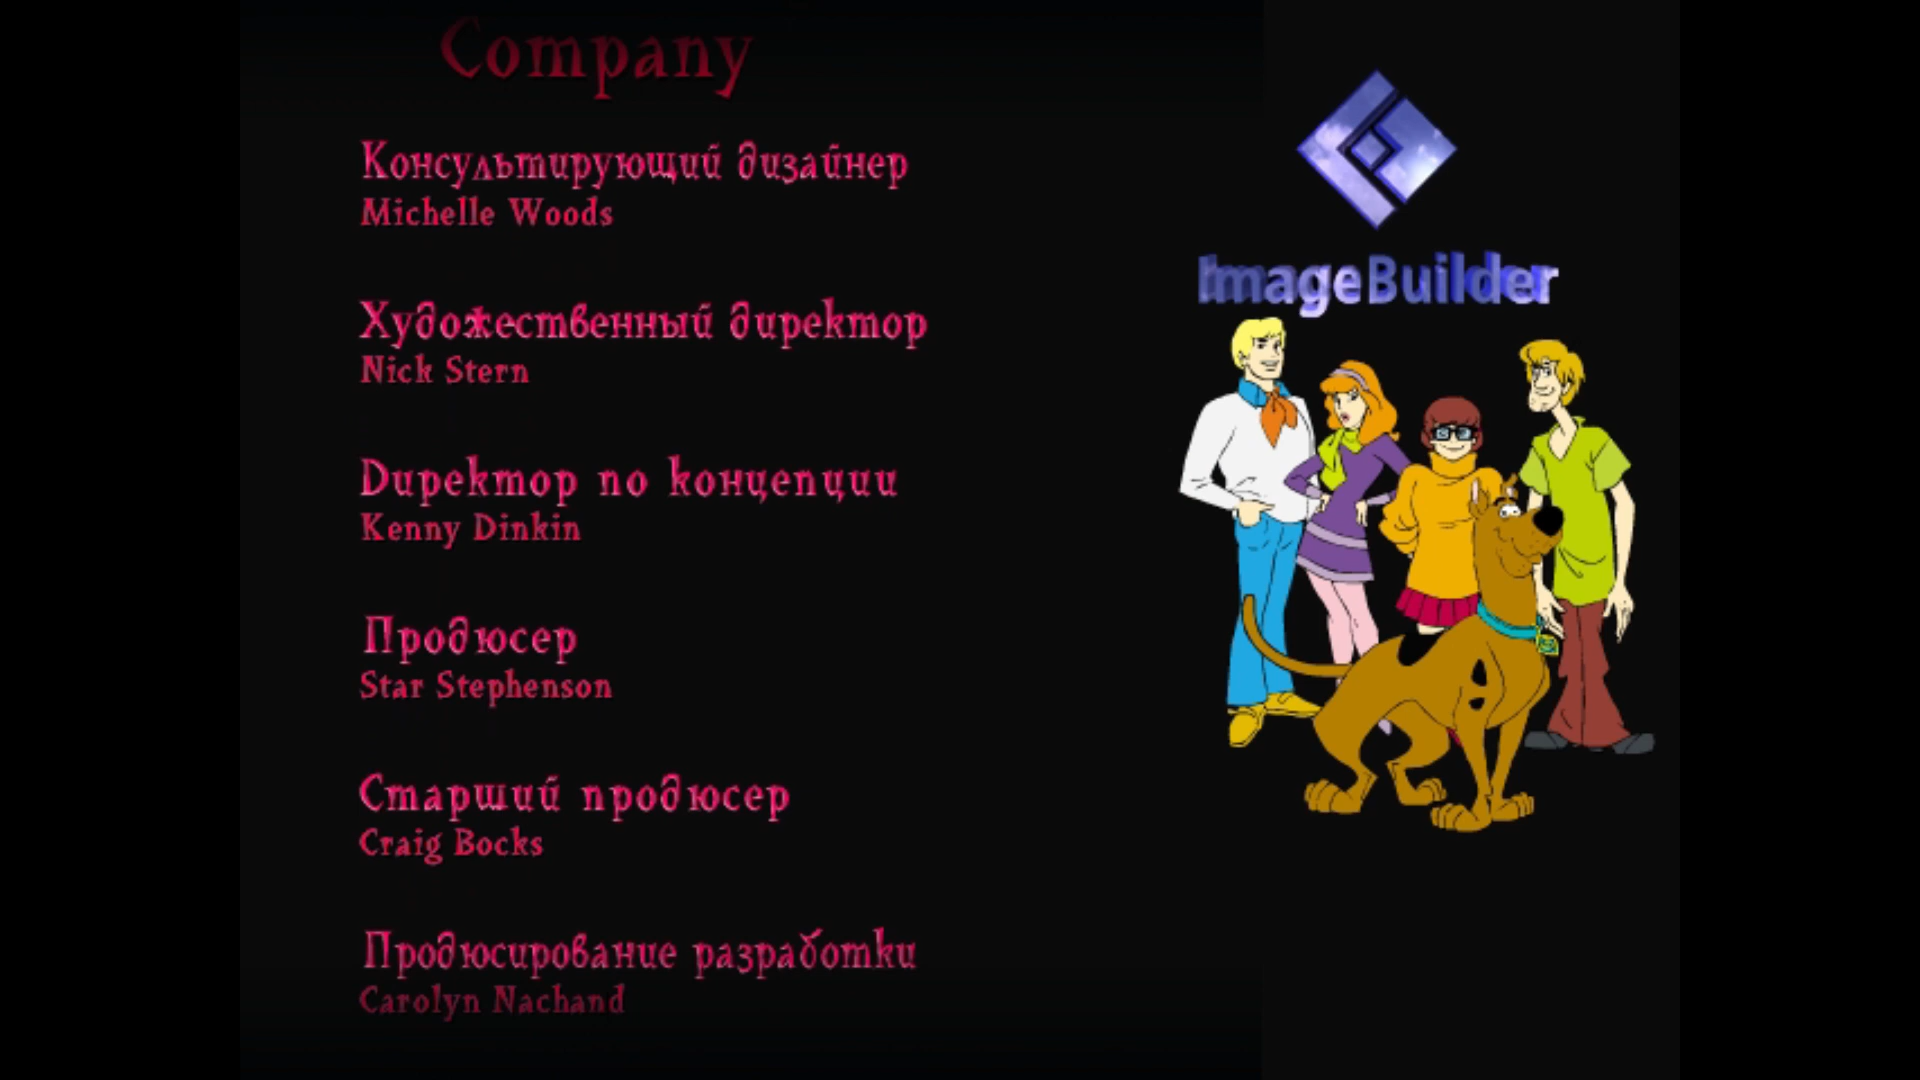 Company
Консультирующий дизайнер
Michelle Woods
Художественный директор
Nick Stern
Директор по концепции
Kenny Dinkin
Продюсер
Star Stephenson
Старший продюсер
Craig Bocks
Продюсирование разработки
Carolyn Nachand
ImageBuilder